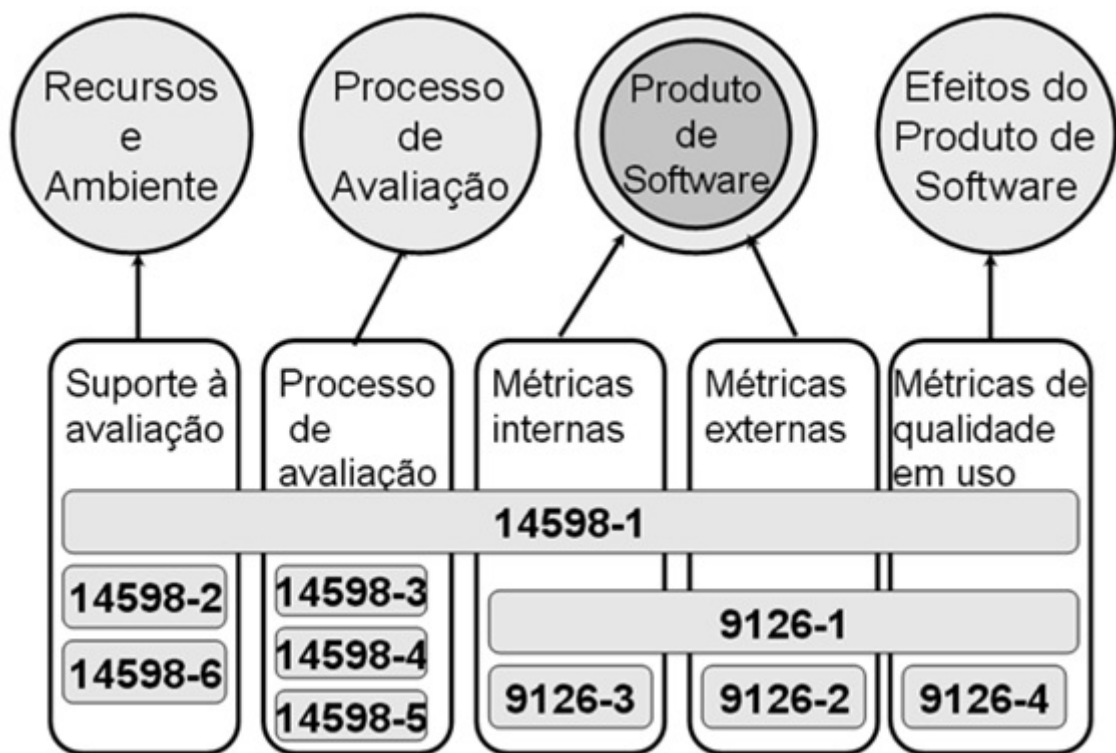 Recursos
e
Ambiente
Processo
de
Avaliação
Produto
de
Software
Efeitos do
Produto de
Software
Suporte à
avaliação
Processo
de
avaliação
Métricas
internas
Métricas
externas
Métricas de
qualidade
em uso
14598-1
14598-2
14598-6
14598-3
14598-4
14598-5
9126-1
9126-3
9126-2
9126-4